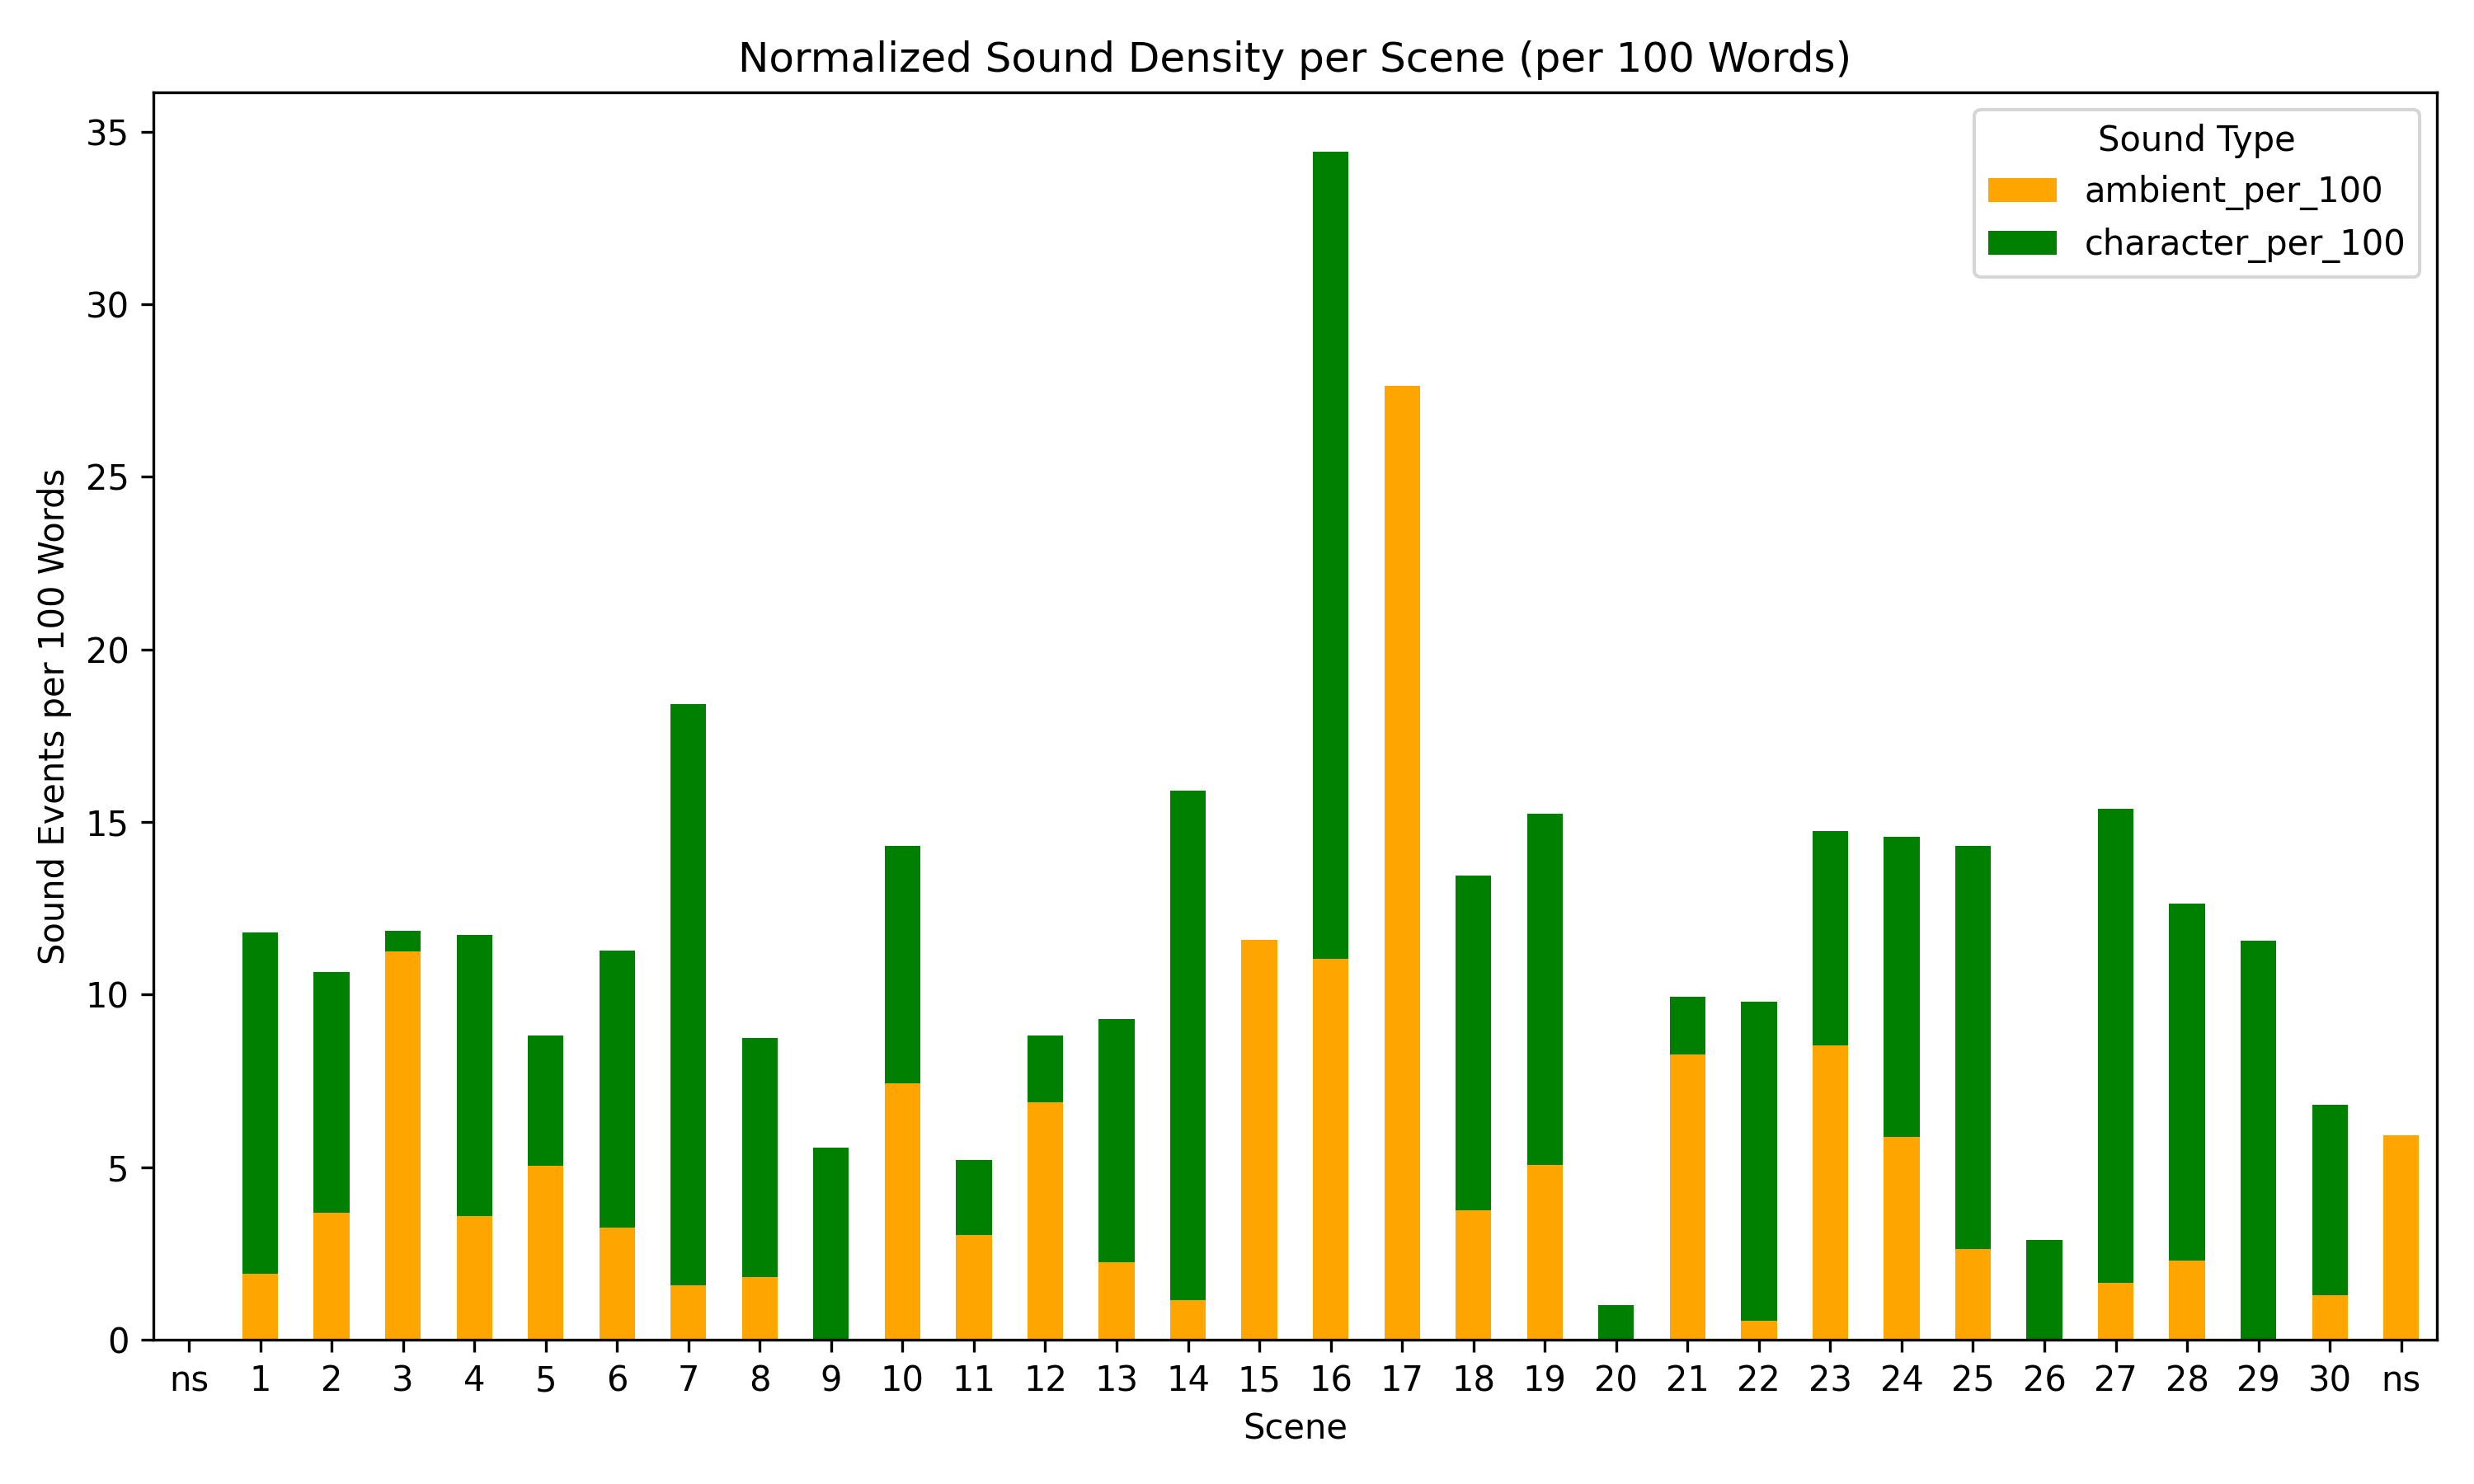 Normalized Sound Density per Scene (per 100 Words)
Sound Type
ambient_per_100
character_per_100
Sound Events per 100 Words
35
30
25
20
15
10
5
0
ns 1 2 3 4 5 6 7 8 9 10 11 12 13 14 15 16 17 18 19 20 21 22 23 24 25 26 27 28 29 30 ns
Scene